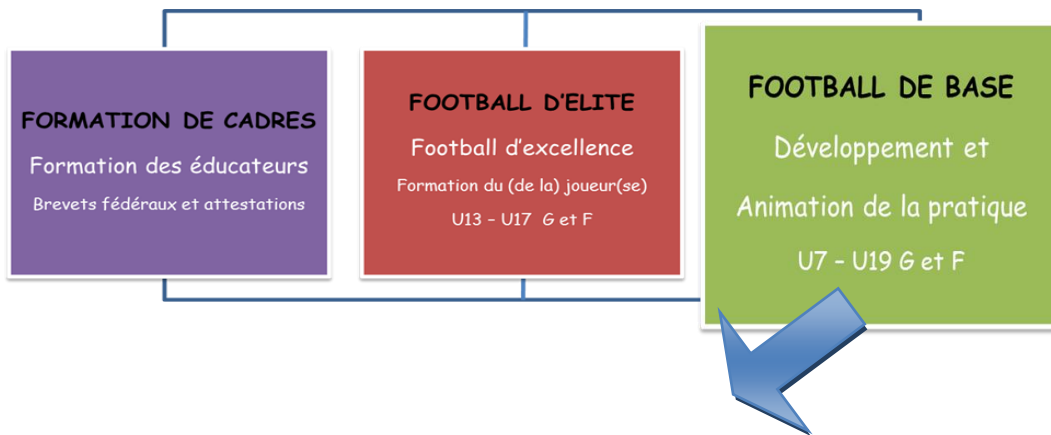 FORMATION DE CADRES
Formation des éducateurs
Brevets fédéraux et attestations
FOOTBALL D'ELITE
Football d'excellence
Formation du (de la) joueur(se)
U13 – U17 G et F
FOOTBALL DE BASE
Développement et
Animation de la pratique
U7 – U19 G et F